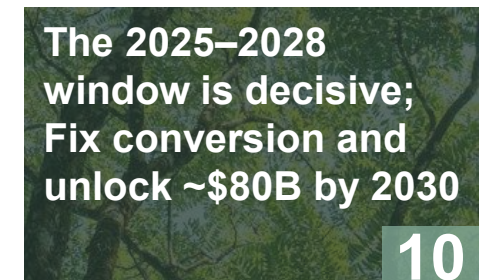 The 2025–2028
window is decisive;
Fix conversion and
unlock ~$80B by 2030
10